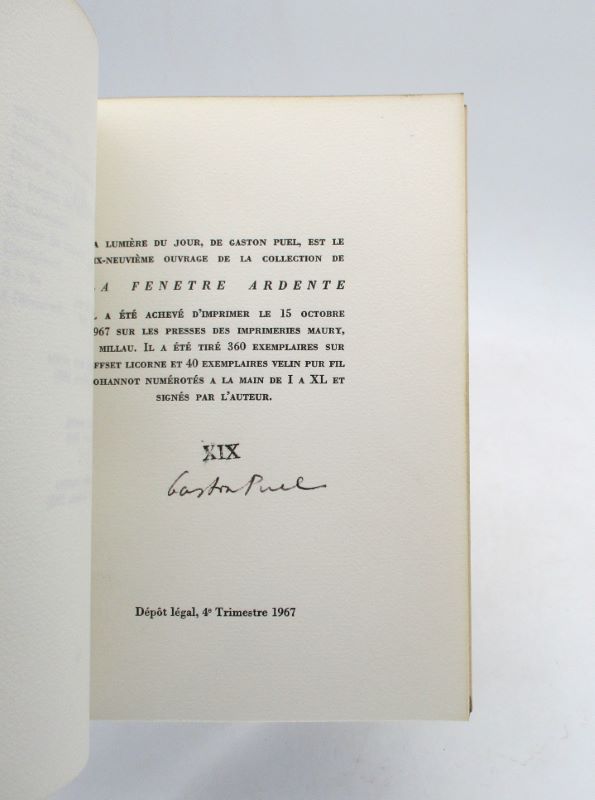 A LUMIÈRE DU JOUR, DE GASTON PUEL, EST LE
IX-NEUVIÈME OUVRAGE DE LA COLLECTION DE
A FENETRE ARDENTE
L A ÉTÉ ACHEVÉ D'IMPRIMER LE 15 OCTOBRE
967 SUR LES PRESSES DES IMPRIMERIES MAURY,
MILLAU. IL A ÉTÉ TIRÉ 360 EXEMPLAIRES SUR
FFSET LICORNE ET 40 EXEMPLAIRES VELIN PUR FIL
OHANNOT NUMÉROTÉS A LA MAIN DE I A XL ET
SIGNÉS PAR L'AUTEUR.
XIX
Gaston Puel
Dépôt légal, 4e Trimestre 1967